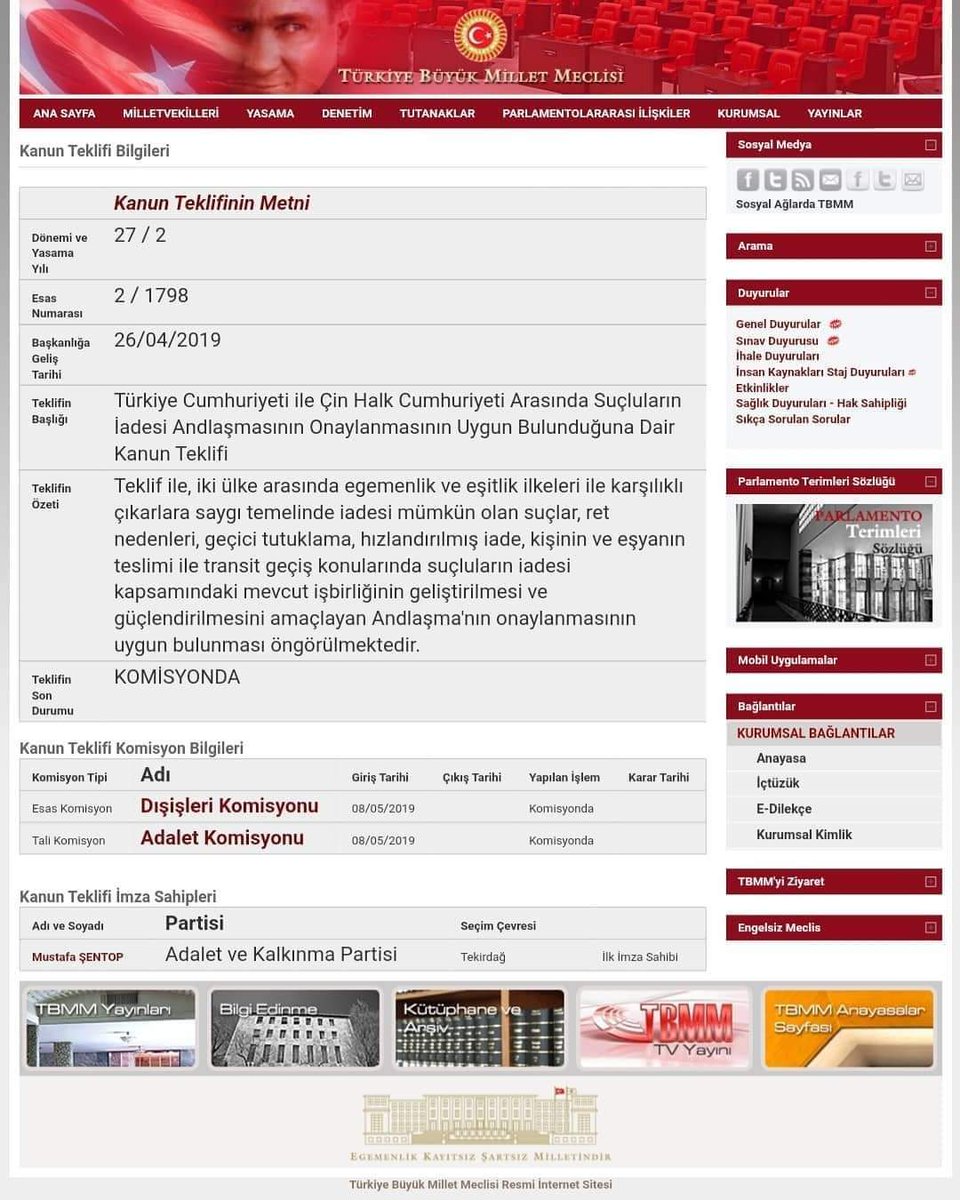 TÜRKİYE BÜYÜK MİLLET MECLİSİ
ANA SAYFA MİLLETVEKİLLERİ YASAMA DENETİM TUTANAKLAR PARLAMENTOLARARASI İLİŞKİLER KURUMSAL YAYINLAR
Kanun Teklifi Bilgileri
Kanun Teklifinin Metni
Dönemi ve
Yasama
Yılı
27 / 2
Esas
Numarası
2 / 1798
Başkanlığa
Geliş
Tarihi
26/04/2019
Teklifin
Başlığı
Türkiye Cumhuriyeti ile Çin Halk Cumhuriyeti Arasında Suçluların
İadesi Andlaşmasının Onaylanmasının Uygun Bulunduğuna Dair
Kanun Teklifi
Teklifin
Özeti
Teklif ile, iki ülke arasında egemenlik ve eşitlik ilkeleri ile karşılıklı
çıkarlara saygı temelinde iadesi mümkün olan suçlar, ret
nedenleri, geçici tutuklama, hızlandırılmış iade, kişinin ve eşyanın
teslimi ile transit geçiş konularında suçluların iadesi
kapsamındaki mevcut işbirliğinin geliştirilmesi ve
güçlendirilmesini amaçlayan Andlaşma'nın onaylanmasının
uygun bulunması öngörülmektedir.
Teklifin
Son
Durumu
KOMİSYONDA
Kanun Teklifi Komisyon Bilgileri
Komisyon Tipi Adı Giriş Tarihi Çıkış Tarihi Yapılan İşlem Karar Tarihi
Esas Komisyon Dışişleri Komisyonu 08/05/2019 Komisyonda
Tali Komisyon Adalet Komisyonu 08/05/2019 Komisyonda
Kanun Teklifi İmza Sahipleri
Adı ve Soyadı Partisi Seçim Çevresi
Mustafa ŞENTOP Adalet ve Kalkınma Partisi Tekirdağ İlk İmza Sahibi
Sosyal Medya
Sosyal Ağlarda TBMM
Arama
Duyurular
Genel Duyurular
Sınav Duyurusu
İhale Duyuruları
İnsan Kaynakları Staj Duyuruları
Etkinlikler
Sağlık Duyuruları - Hak Sahipliği
Sıkça Sorulan Sorular
Parlamento Terimleri Sözlüğü
PARLAMENTO
Terimleri
Sözlüğü
Mobil Uygulamalar
Bağlantılar
KURUMSAL BAĞLANTILAR
Anayasa
İçtüzük
E-Dilekçe
Kurumsal Kimlik
TBMM'yi Ziyaret
Engelsiz Meclis
TBMM Yayınları
Bilgi Edinme
Kütüphane ve
Arşiv
TBMM
TV Yayını
TBMM Anayasalar
Sayfası
EGEMENLİK KAYITSIZ ŞARTSIZ MİLLETİNDİR
Türkiye Büyük Millet Meclisi Resmi İnternet Sitesi